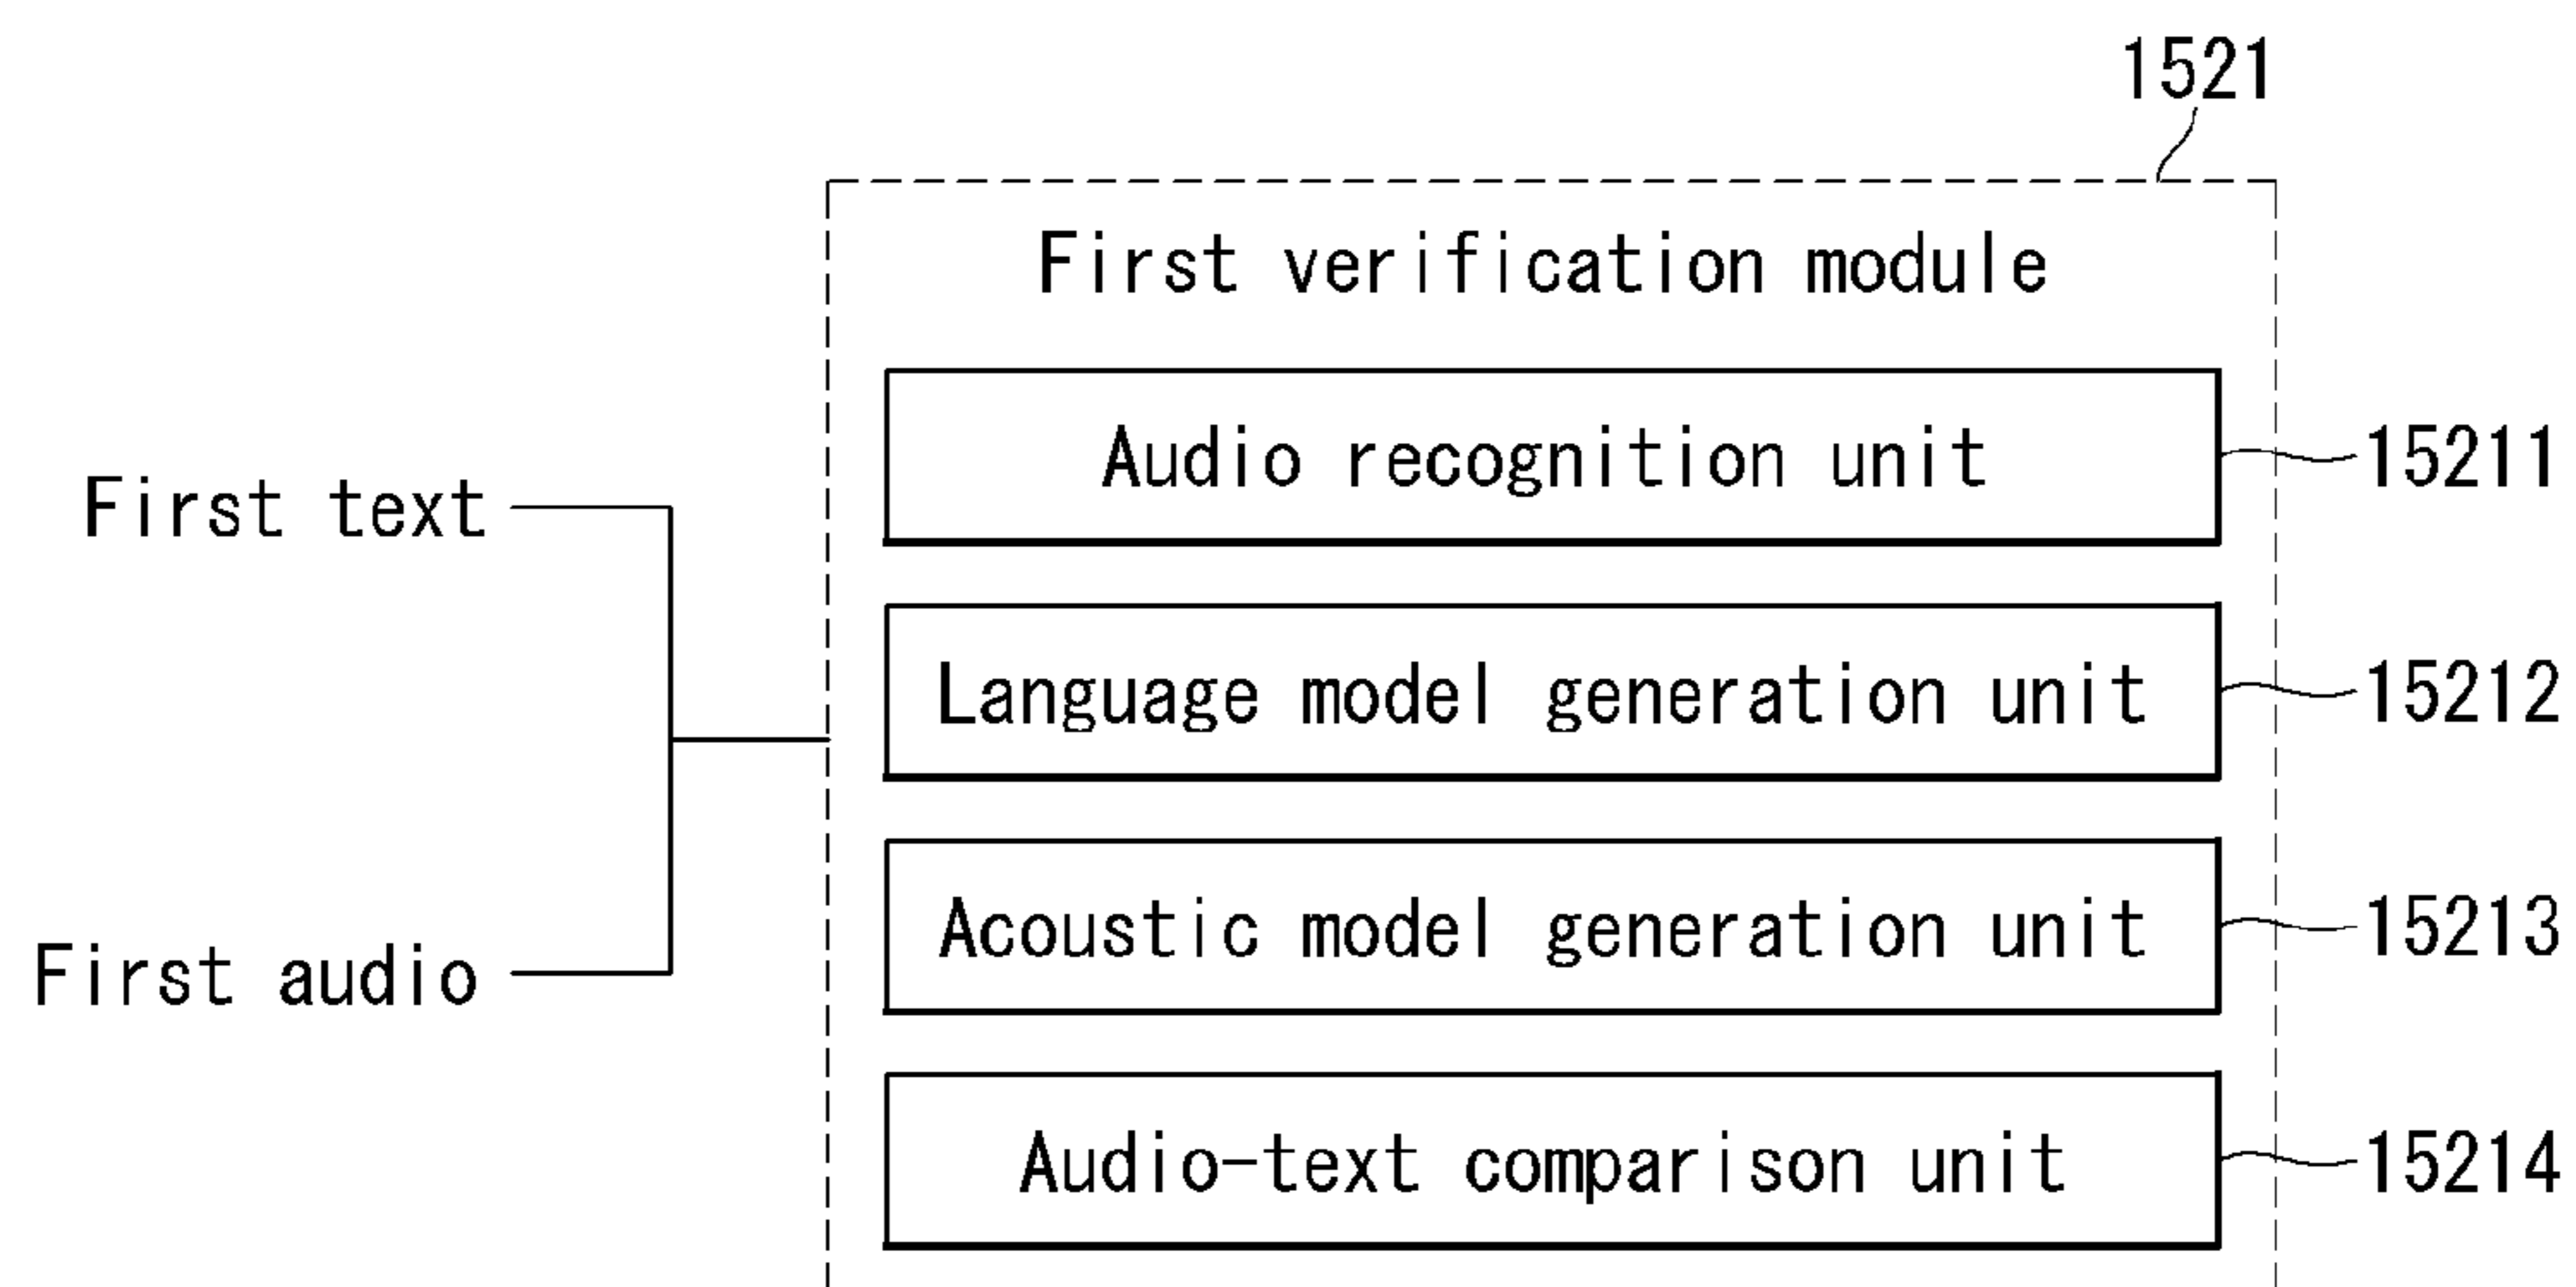 1521
First verification module
Audio recognition unit
15211
First text
Language model generation unit
15212
Acoustic model generation unit
15213
First audio
Audio-text comparison unit
15214